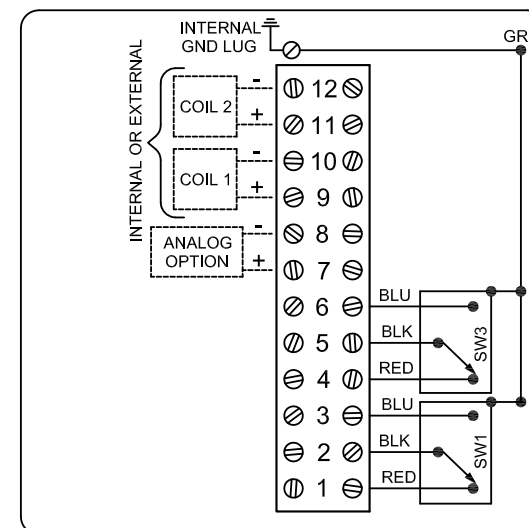 INTERNAL
GND LUG
GR
INTERNAL OR EXTERNAL
COIL 2
-
+
COIL 1
-
+
ANALOG
OPTION
-
+
12
11
10
9
8
7
6
5
4
3
2
1
BLU
BLK
RED
SW3
BLU
BLK
RED
SW1